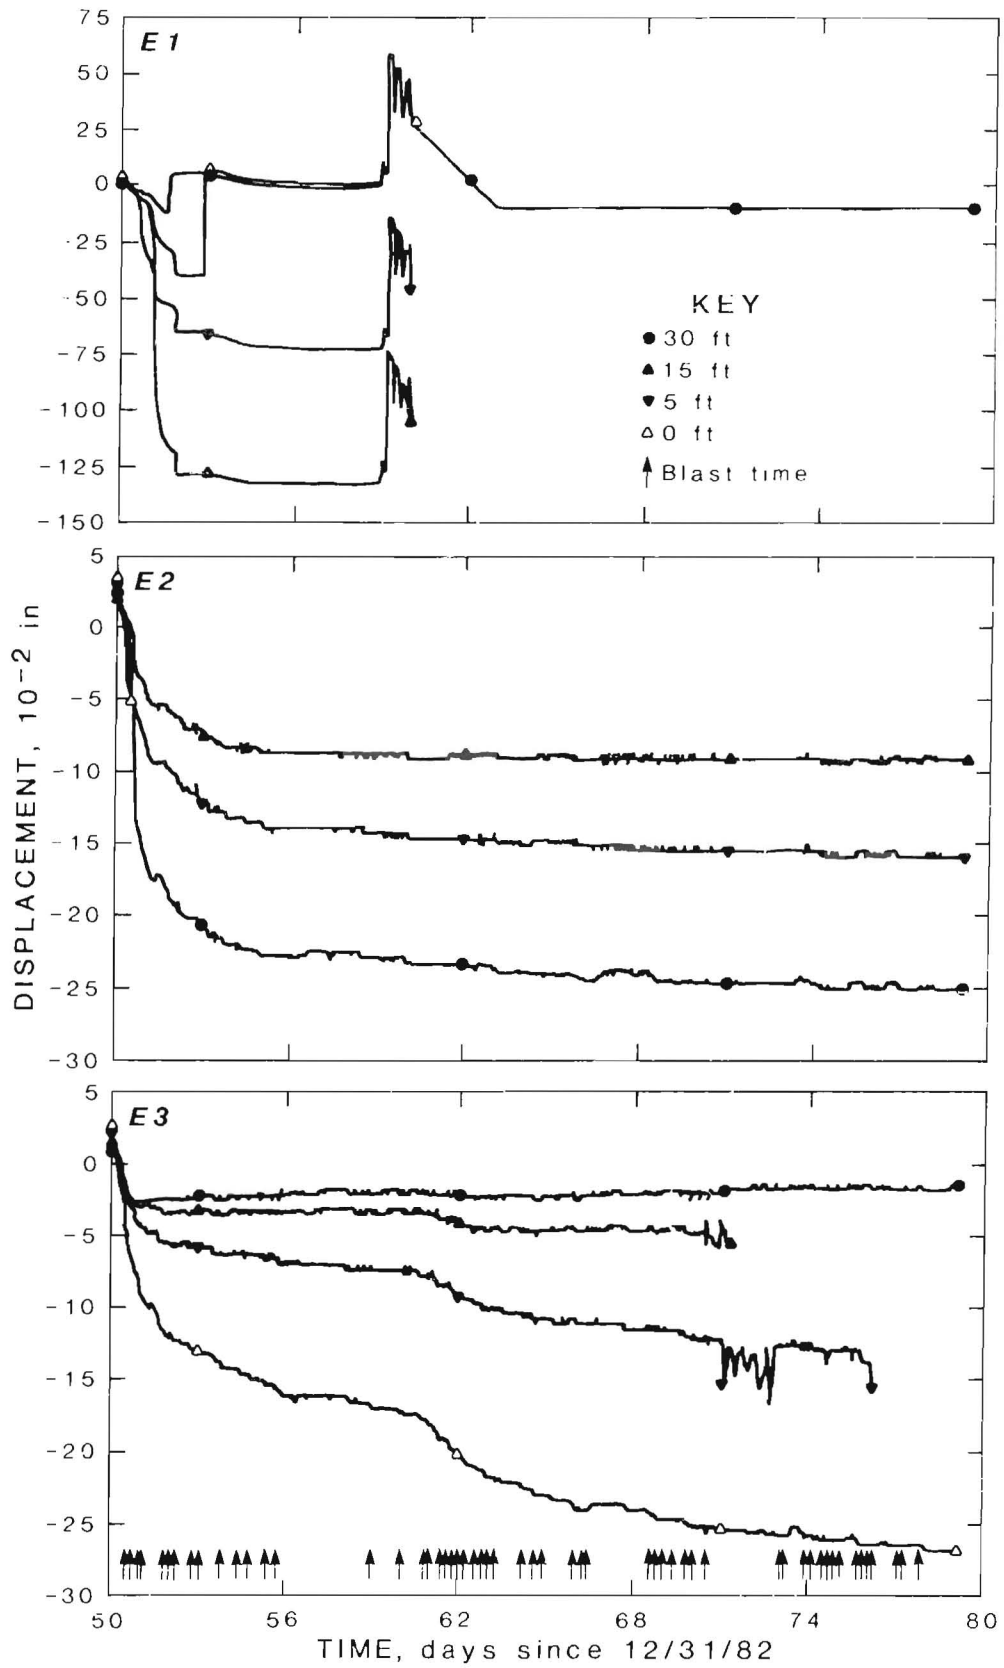 75
E1
50
25
0
-25
-50
-75
-100
-125
-150
KEY
30 ft
15 ft
5 ft
0 ft
Blast time
5
E2
0
-5
-10
-15
-20
-25
-30
DISPLACEMENT, 10⁻² in
5
E3
0
-5
-10
-15
-20
-25
-30
50 56 62 68 74 80
TIME, days since 12/31/82